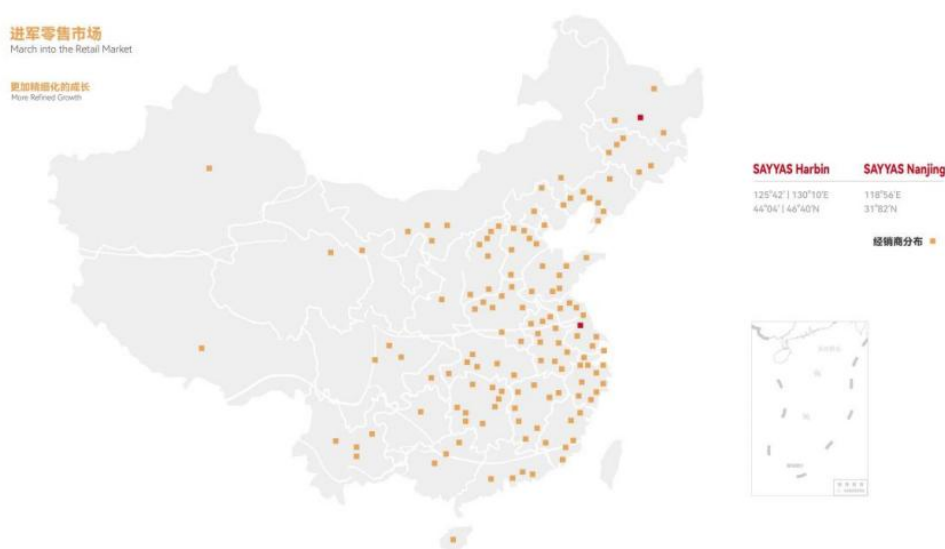 进军零售市场
March into the Retail Market
更加精细化的成长
More Refined Growth
SAYYAS Harbin
125°42' | 130°10'E
44°04' | 46°40'N
SAYYAS Nanjing
118°56'E
31°82'N
经销商分布